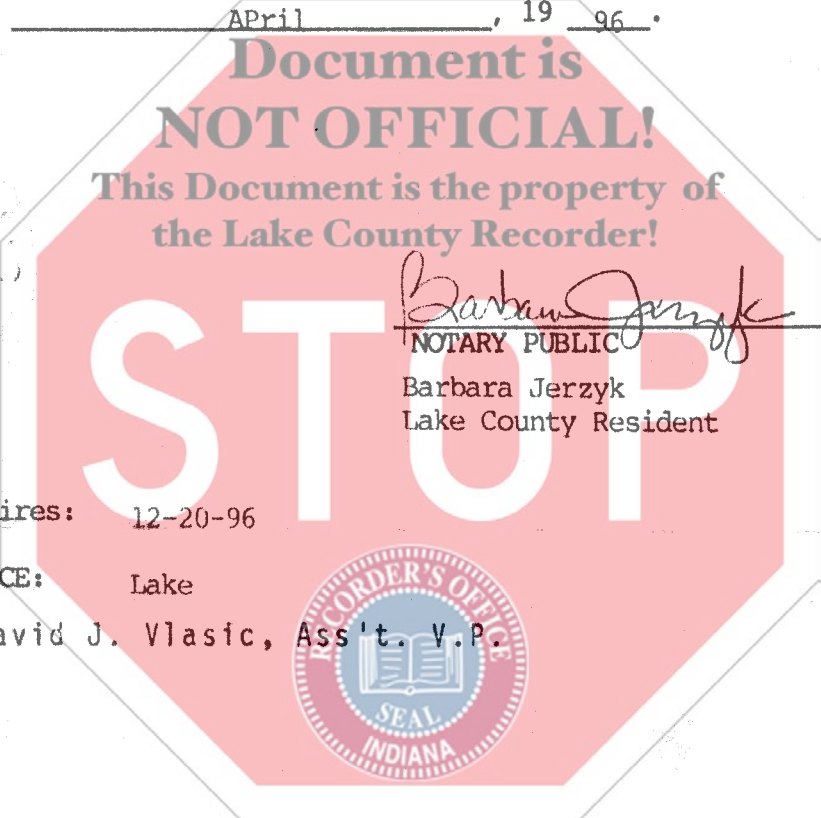 APril , 19 96 .
Document is
NOT OFFICIAL!
This Document is the property of
the Lake County Recorder!
Barbara Jerzyk
NOTARY PUBLIC
Barbara Jerzyk
Lake County Resident
STOP
ires: 12-20-96
CE: Lake
avid J. Vlasic, Ass't. V.P.
RECORDER'S OFFICE
SEAL
INDIANA